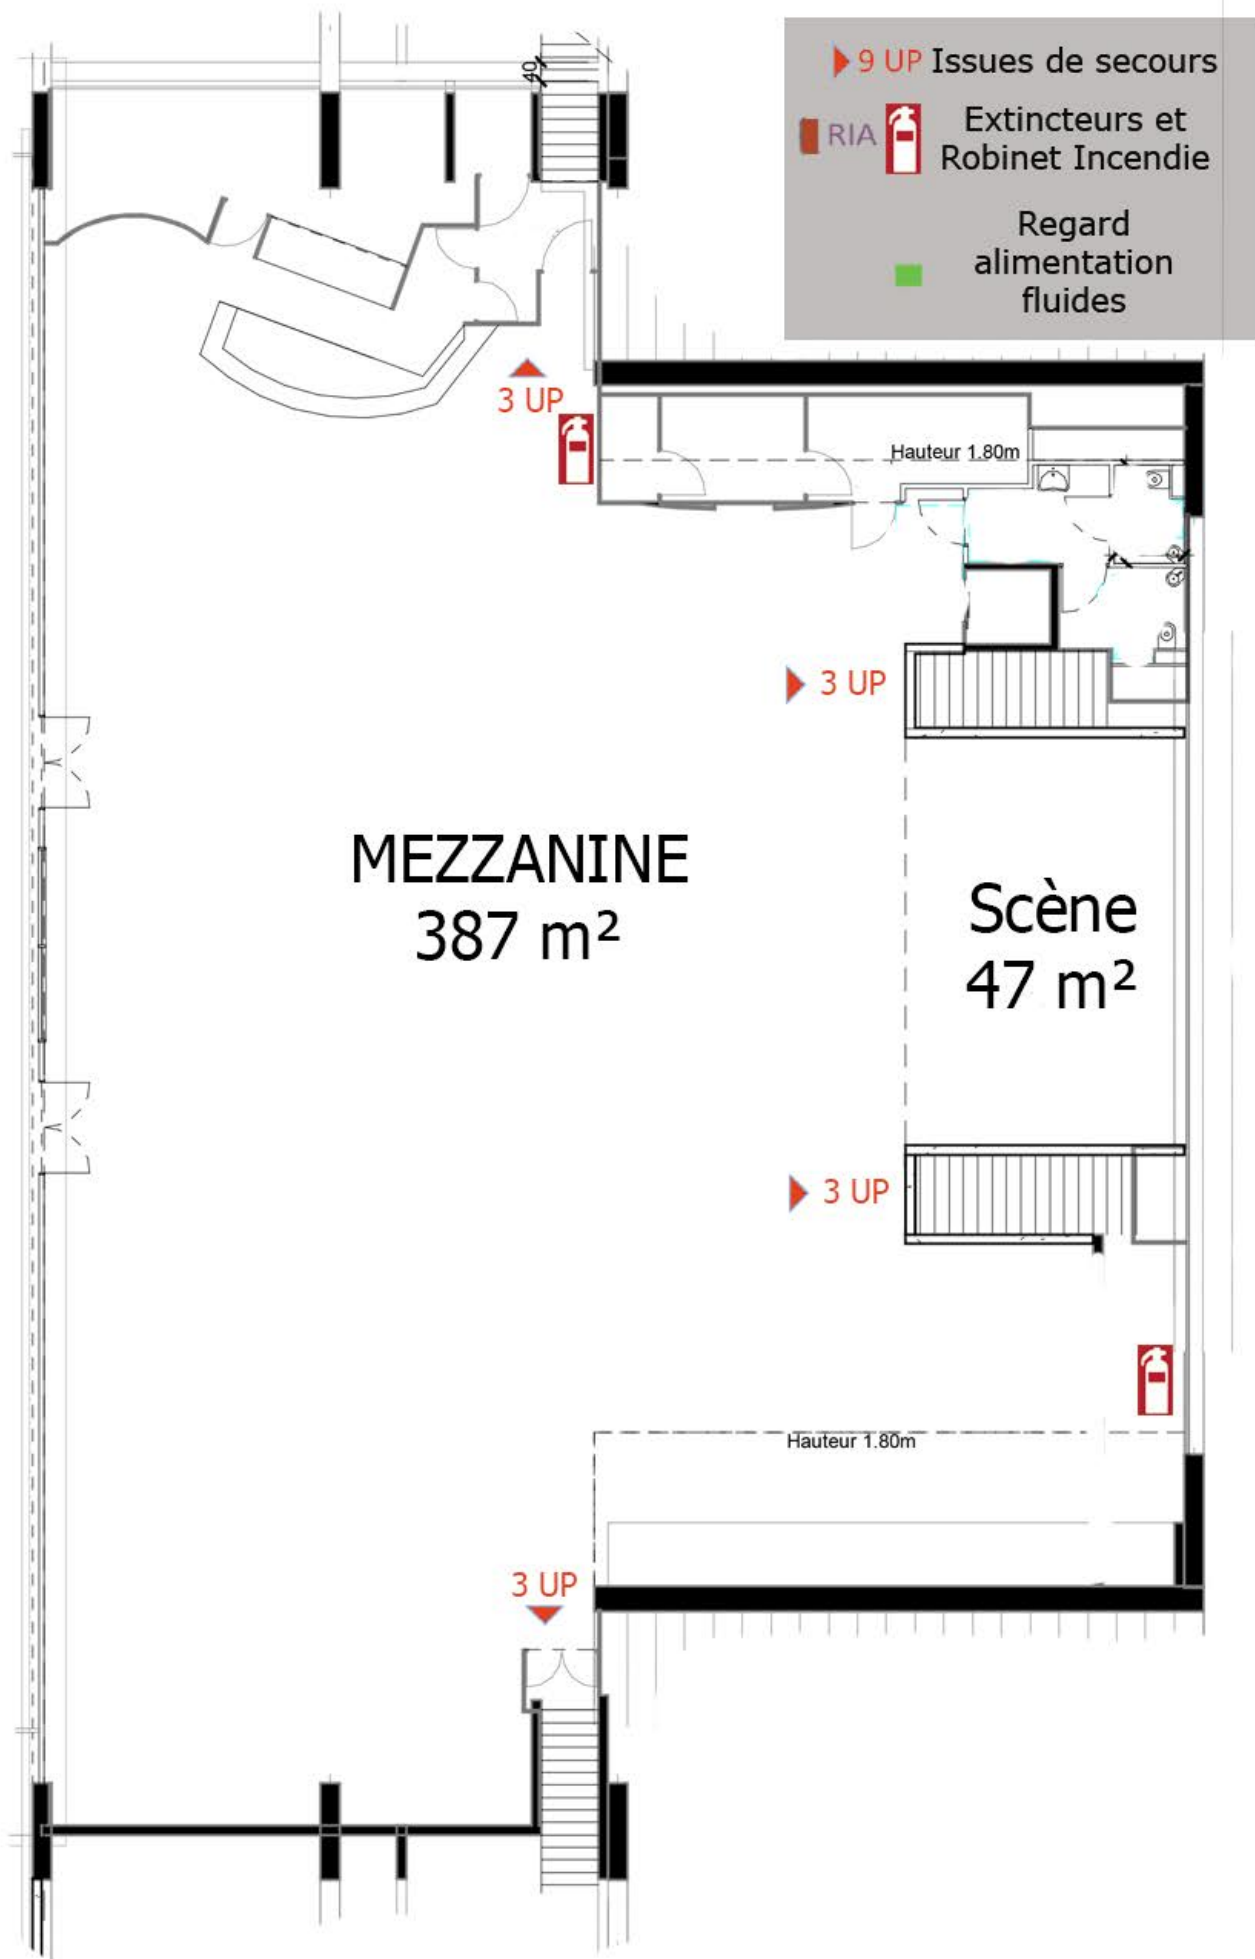 9 UP Issues de secours
RIA
Extincteurs et
Robinet Incendie
Regard
alimentation
fluides
40
3 UP
Hauteur 1.80m
3 UP
MEZZANINE
387 m²
Scène
47 m²
3 UP
Hauteur 1.80m
3 UP